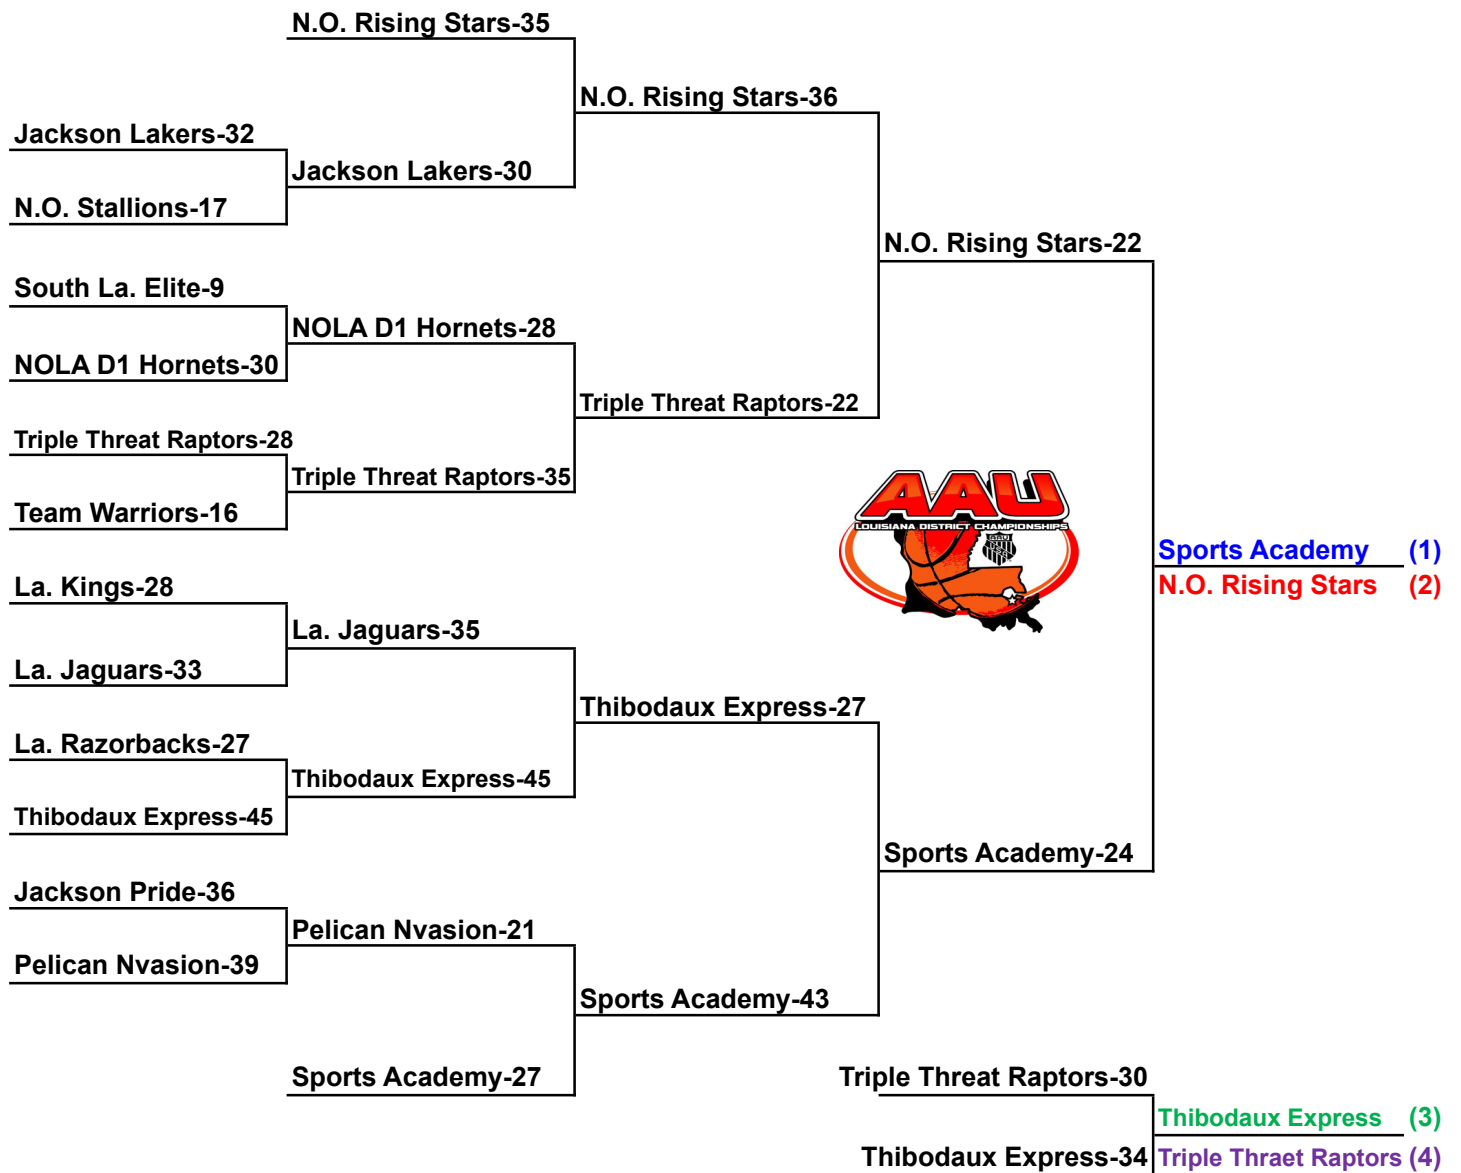 N.O. Rising Stars-35
N.O. Rising Stars-36
Jackson Lakers-32
Jackson Lakers-30
N.O. Stallions-17
N.O. Rising Stars-22
South La. Elite-9
NOLA D1 Hornets-28
NOLA D1 Hornets-30
Triple Threat Raptors-22
Triple Threat Raptors-28
Triple Threat Raptors-35
Team Warriors-16
AAU
LOUISIANA DISTRICT CHAMPIONSHIPS
AAU
Sports Academy (1)
N.O. Rising Stars (2)
La. Kings-28
La. Jaguars-35
La. Jaguars-33
Thibodaux Express-27
La. Razorbacks-27
Thibodaux Express-45
Thibodaux Express-45
Sports Academy-24
Jackson Pride-36
Pelican Nvasion-21
Pelican Nvasion-39
Sports Academy-43
Sports Academy-27
Triple Threat Raptors-30
Thibodaux Express (3)
Thibodaux Express-34
Triple Thraet Raptors (4)